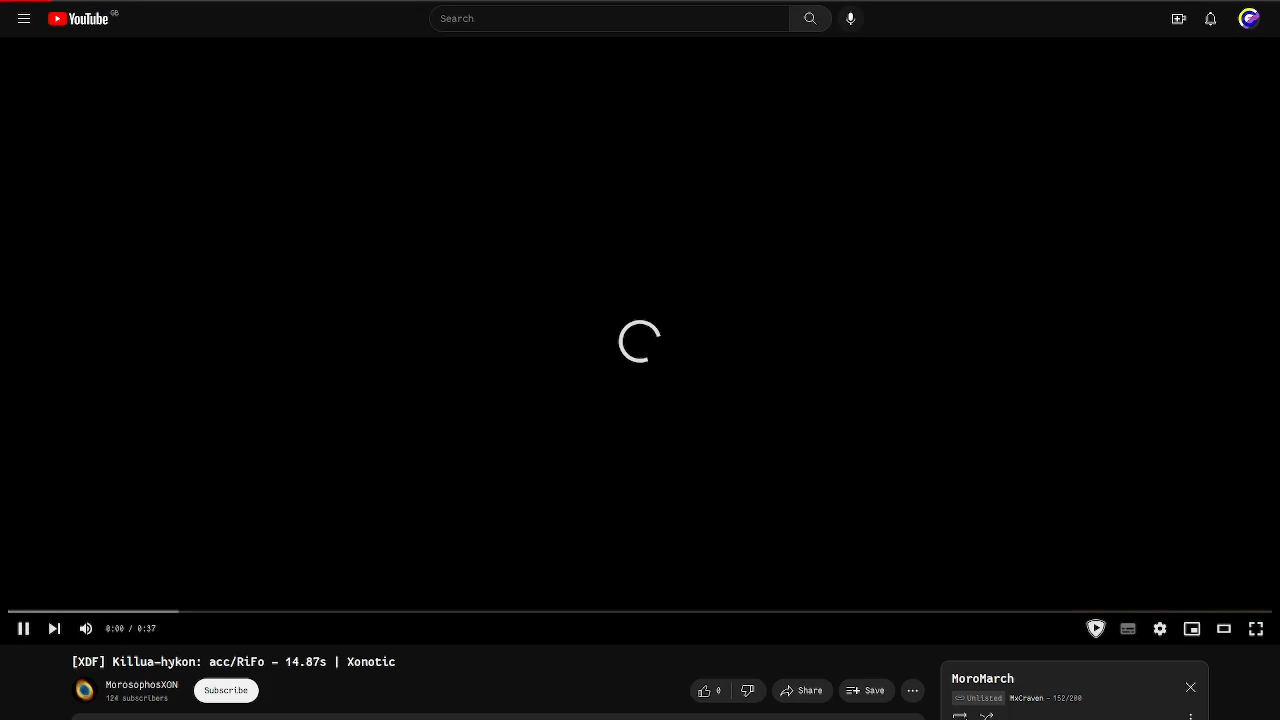 YouTube GB
Search
0:00 / 0:37
[XDF] Killua-hykon: acc/RiFo – 14.87s | Xonotic
MorosophosXON
124 subscribers
Subscribe
0
Share
Save
MoroMarch
Unlisted
MxCraven - 152/200